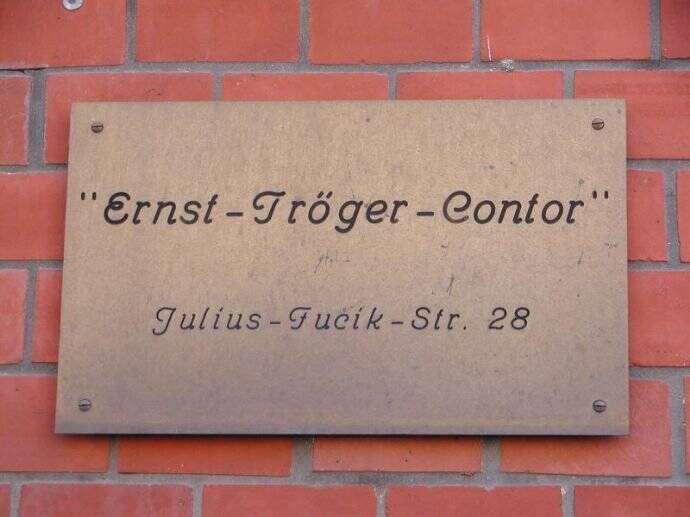 "Ernst-Tröger-Contor"
Julius-Fucik-Str. 28